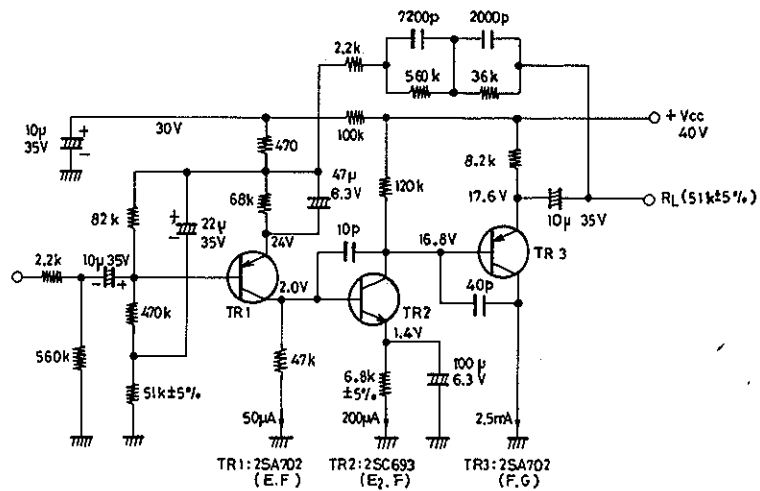 7200p 2000p
2.2k
560k 36k
+ Vcc
40V
10μ
35V
+
-
30V
100k
470
8.2k
47μ
6.3V
120k
68k
82k
+
-
22μ
35V
17.6V
10μ 35V
RL (51k±5%)
24V
10p
16.8V
TR3
2.2k
10μ 35V
- +
2.0V
TR1
TR2
40p
470k
1.4V
560k
47k
100μ
6.3V
6.8k
±5%
51k±5%
50μA
200μA
2.5mA
TR1:2SA702
(E.F)
TR2:2SC693
(E₂.F)
TR3:2SA702
(F.G)